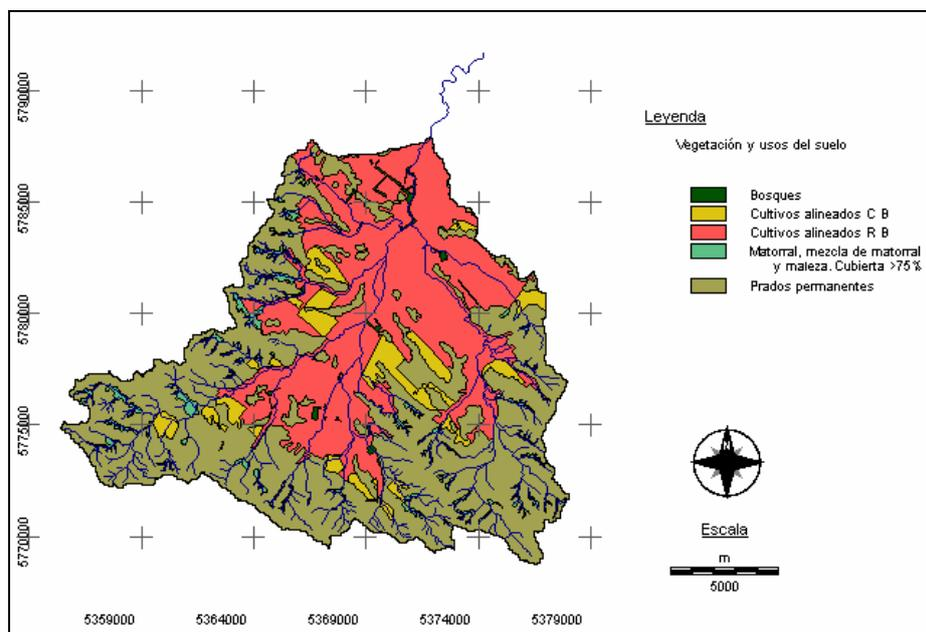 5790000
5785000
5780000
5775000
5770000
5359000 5364000 5369000 5374000 5379000
Leyenda
Vegetación y usos del suelo
Bosques
Cultivos alineados C B
Cultivos alineados R B
Matorral, mezcla de matorral
y maleza. Cubierta >75%
Prados permanentes
Escala
m
5000